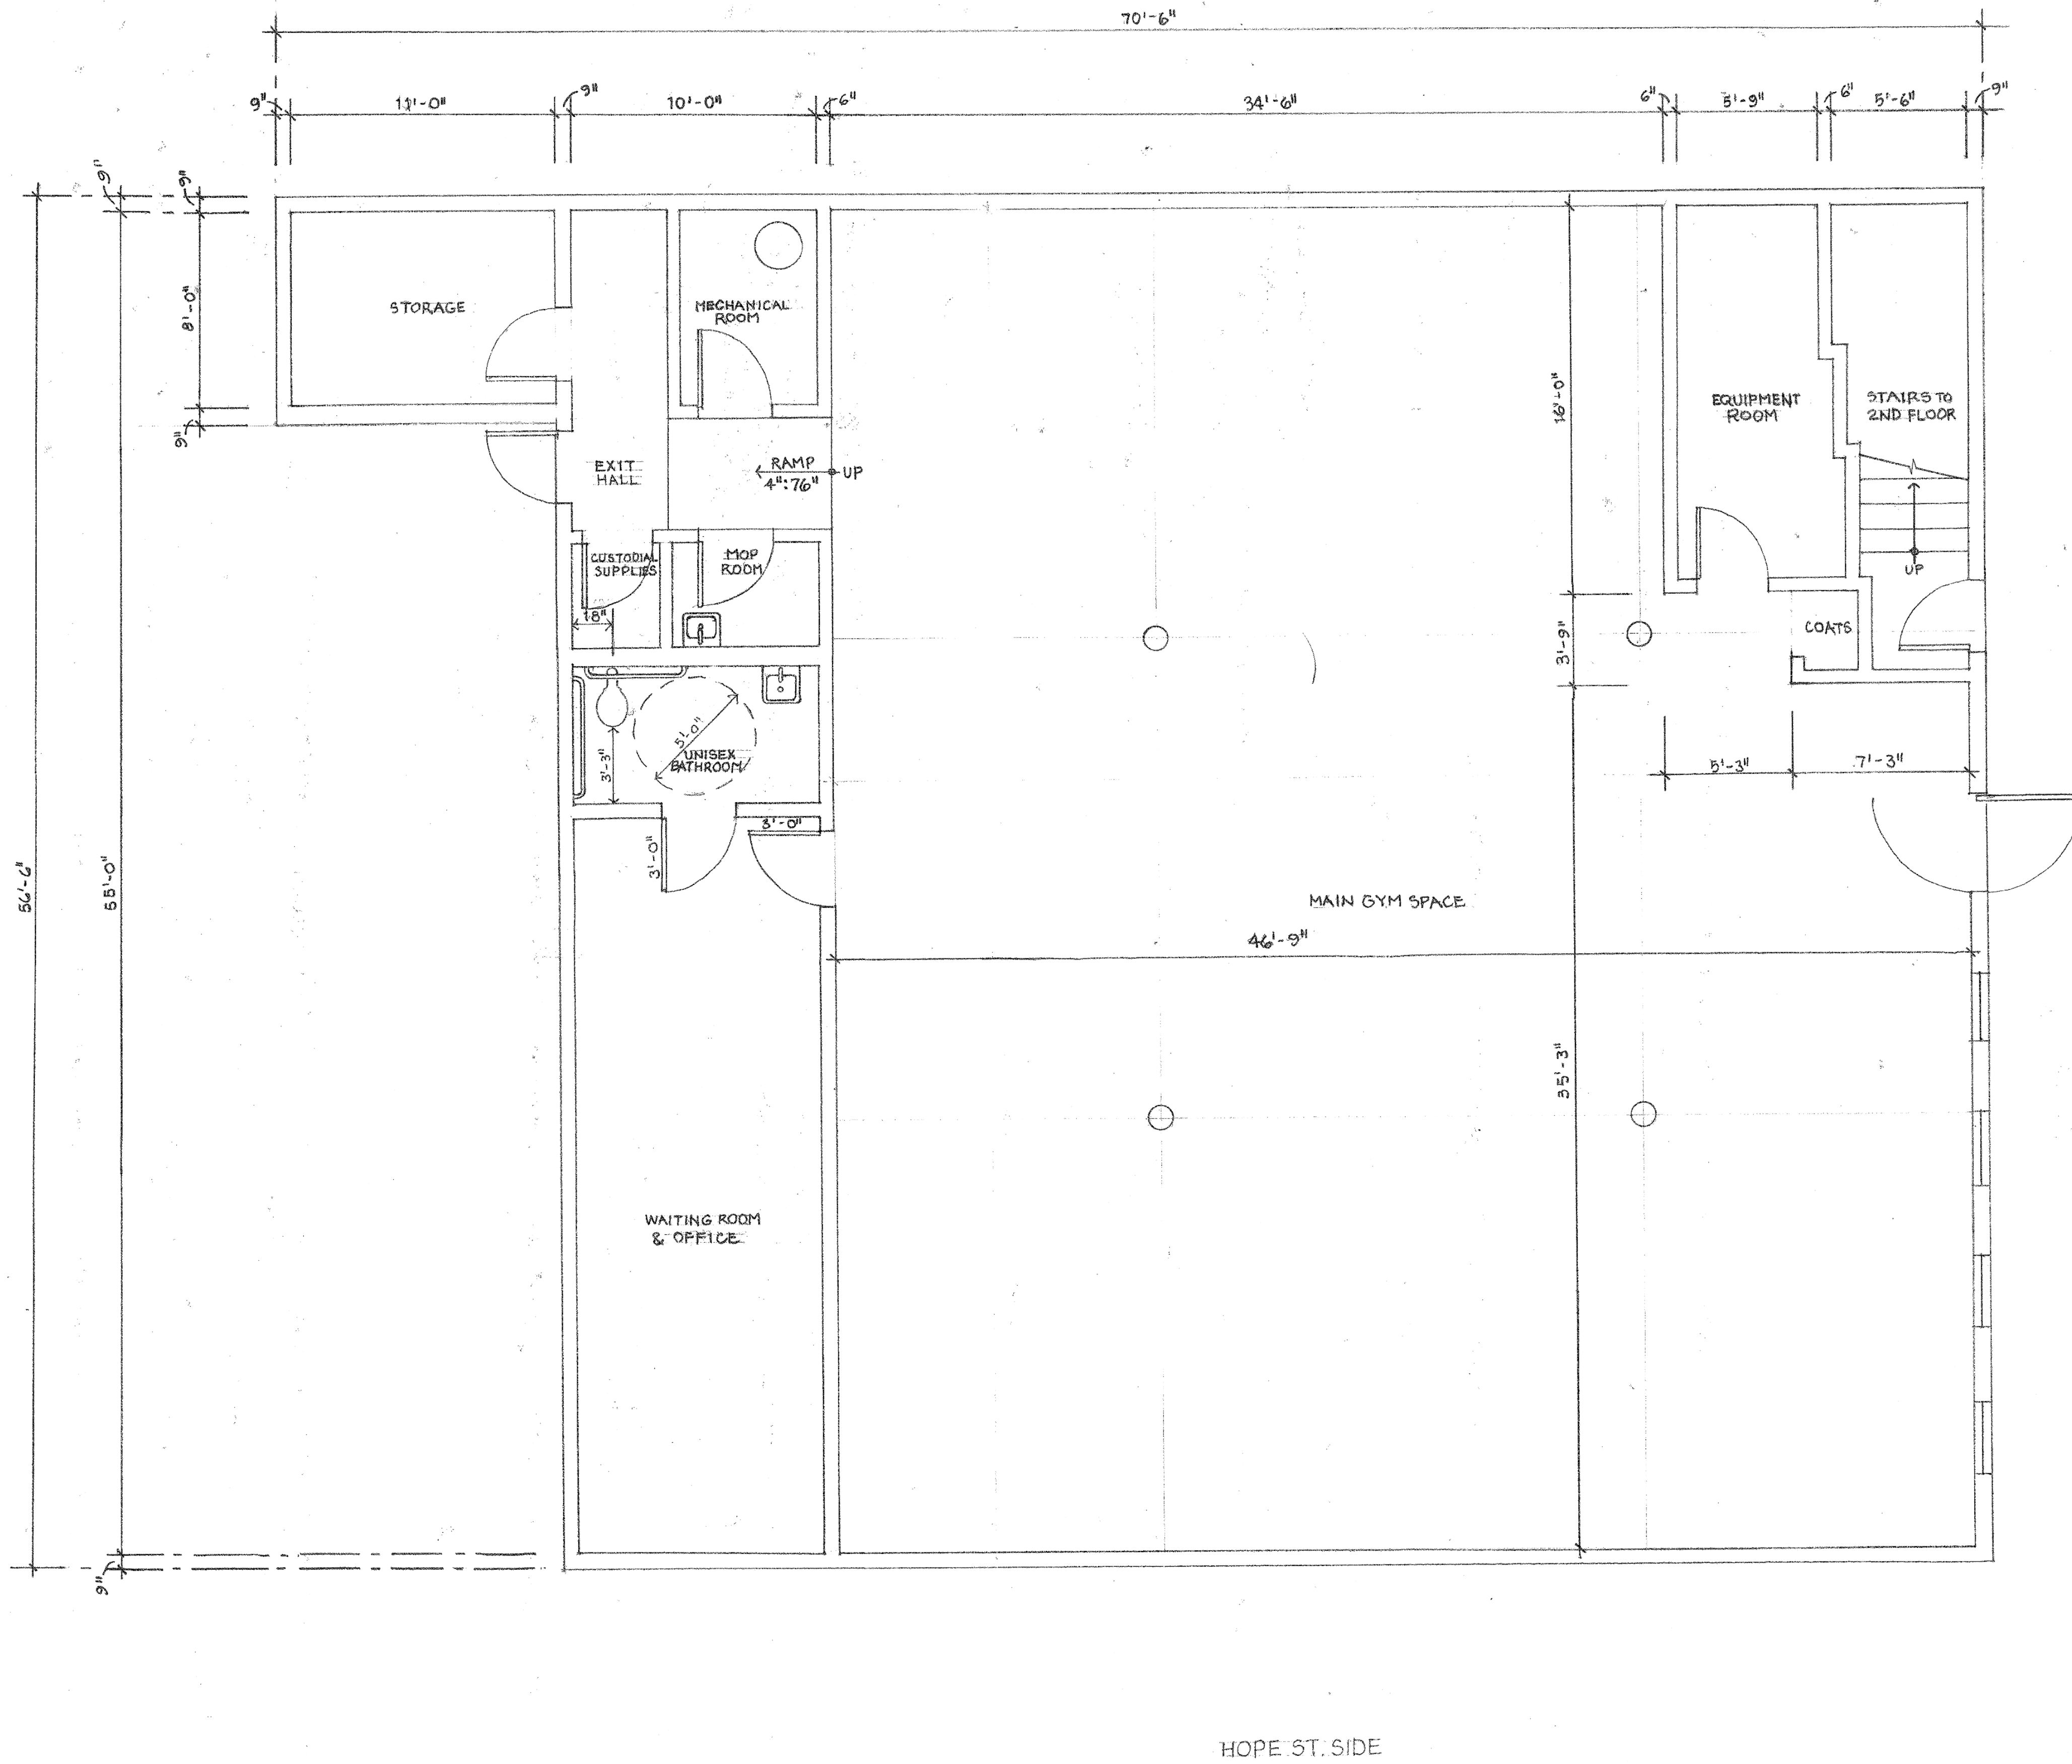 70'-6"
9"
11'-0"
9"
10'-0"
6"
34'-6"
6"
5'-9"
6"
5'-6"
9"
9"
9"
8'-0"
9"
STORAGE
MECHANICAL
ROOM
16'-0"
EQUIPMENT
ROOM
STAIRS TO
2ND FLOOR
EXIT
HALL
RAMP
4":76"
UP
CUSTODIAL
SUPPLIES
MOP
ROOM
UP
18"
3'-9"
COATS
5'-0"
3'-3"
UNISEX
BATHROOM
5'-3"
7'-3"
3'-0"
3'-0"
56'-6"
55'-0"
MAIN GYM SPACE
46'-9"
35'-3"
WAITING ROOM
& OFFICE
9"
HOPE ST. SIDE